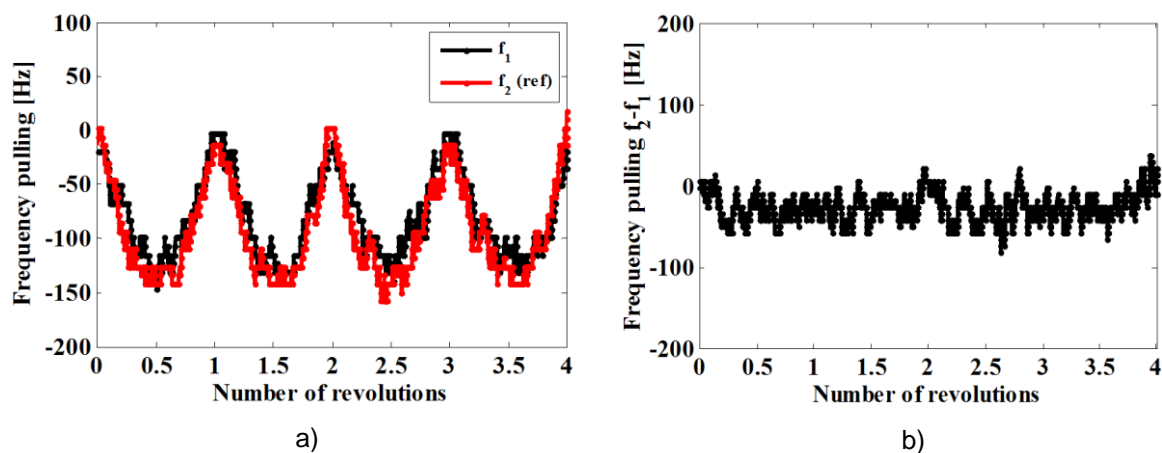 100
50
0
-50
-100
-150
-200
Frequency pulling [Hz]
f1
f2 (ref)
0 0.5 1 1.5 2 2.5 3 3.5 4
Number of revolutions
a)
b)
200
100
0
-100
-200
Frequency pulling f2-f1 [Hz]
0 0.5 1 1.5 2 2.5 3 3.5 4
Number of revolutions